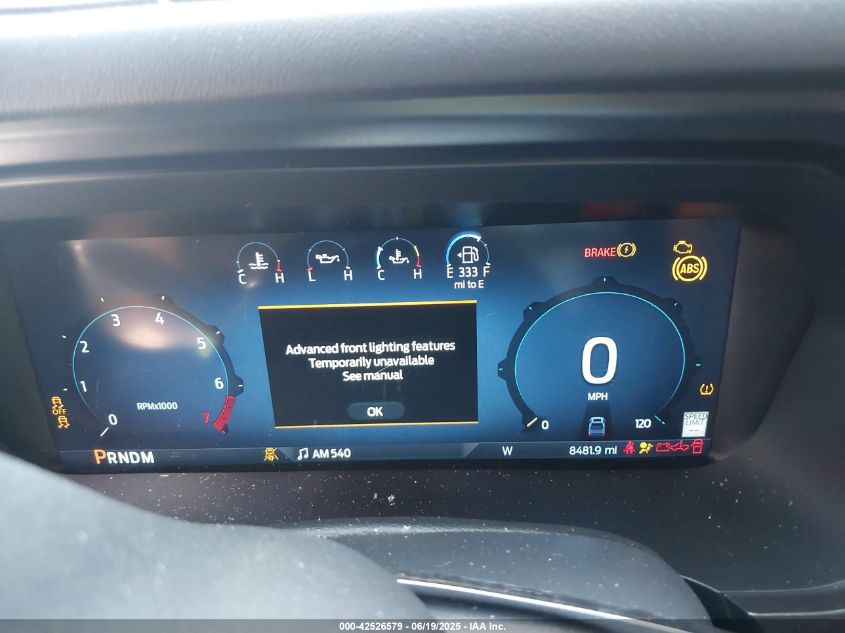 C H
L H
C H
E 333 F
mi to E
BRAKE
ABS
0 1 2 3 4 5 6 7
RPMx1000
OFF
Advanced front lighting features
Temporarily unavailable
See manual
OK
0
MPH
0 120
SPEED
LIMIT
--
PRNDM
AM 540
W
8481.9 mi
000-42526579 - 06/19/2025 - IAA Inc.